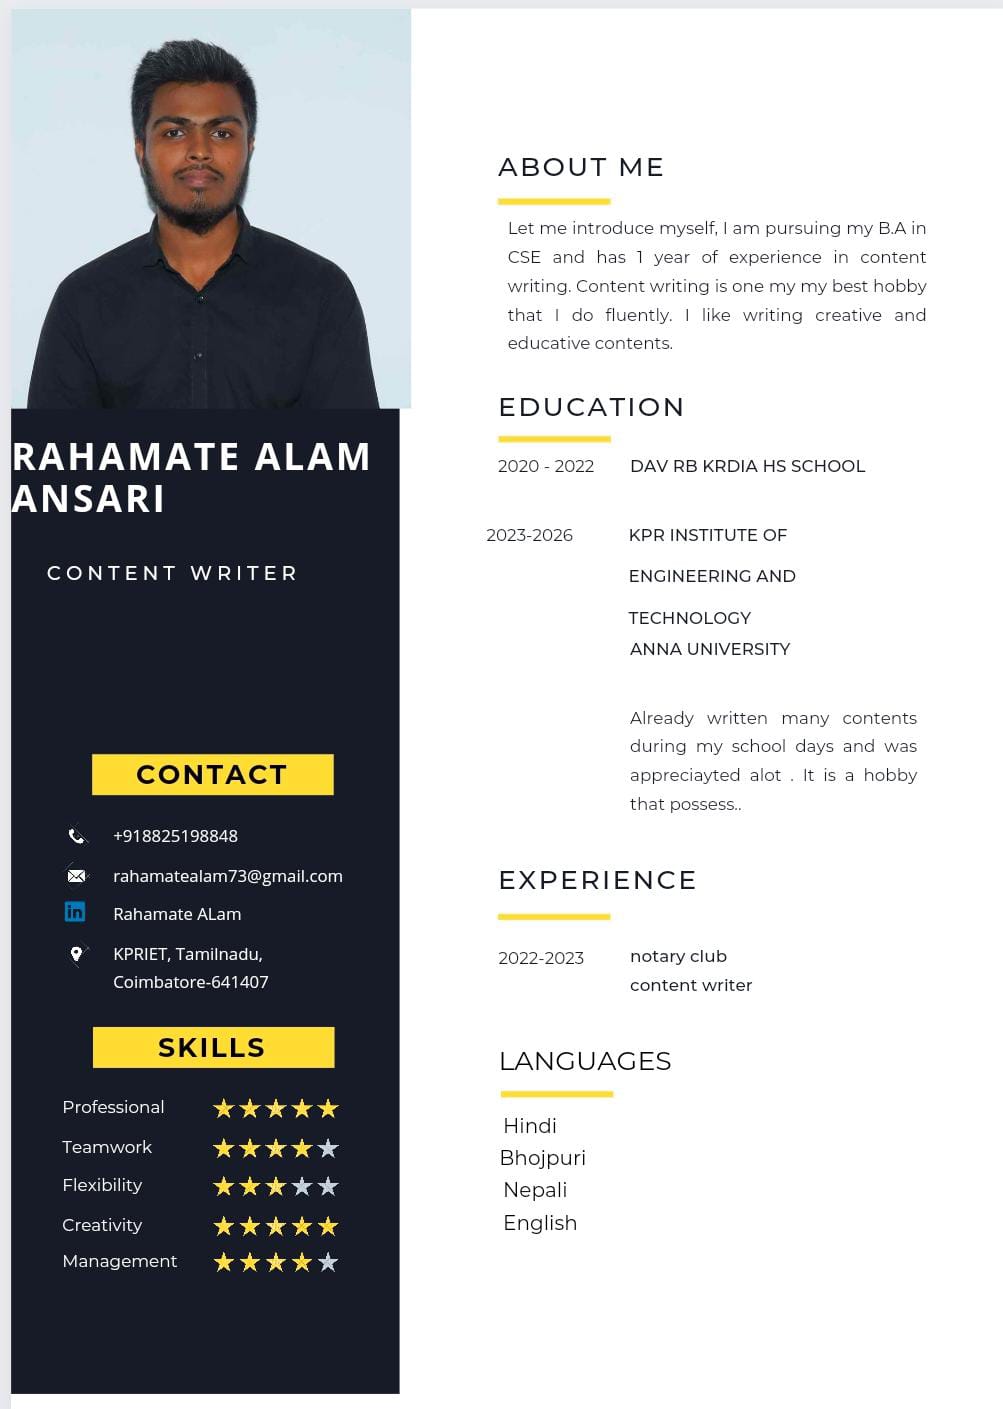 RAHAMATE ALAM
ANSARI
CONTENT WRITER
CONTACT
+918825198848
rahamatealam73@gmail.com
in
Rahamate ALam
KPRIET, Tamilnadu,
Coimbatore-641407
SKILLS
Professional
Teamwork
Flexibility
Creativity
Management
ABOUT ME
Let me introduce myself, I am pursuing my B.A in
CSE and has 1 year of experience in content
writing. Content writing is one my my best hobby
that I do fluently. I like writing creative and
educative contents.
EDUCATION
2020 - 2022 DAV RB KRDIA HS SCHOOL
2023-2026 KPR INSTITUTE OF
ENGINEERING AND
TECHNOLOGY
ANNA UNIVERSITY
Already written many contents
during my school days and was
appreciayted alot . It is a hobby
that possess..
EXPERIENCE
2022-2023 notary club
content writer
LANGUAGES
Hindi
Bhojpuri
Nepali
English